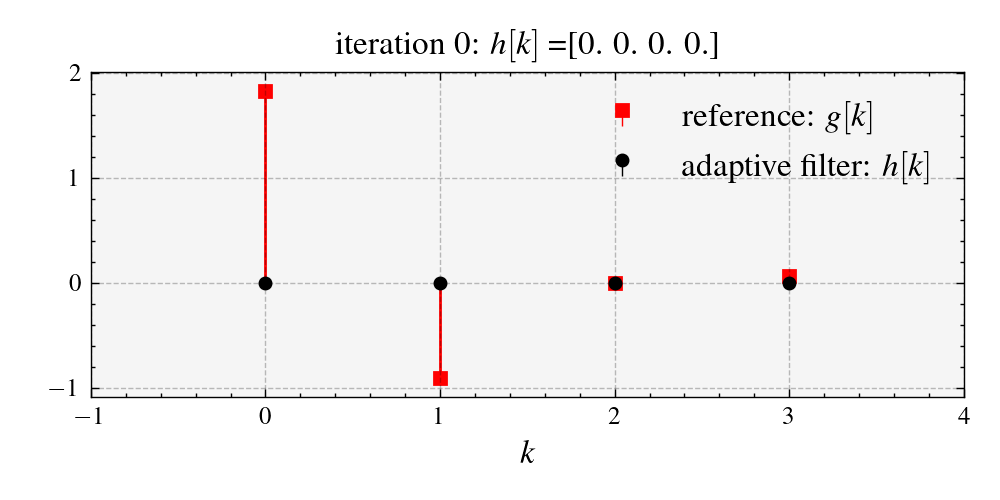 iteration 0: h[k] =[0. 0. 0. 0.]
2
reference: g[k]
adaptive filter: h[k]
1
0
−1
−1 0 1 2 3 4
k